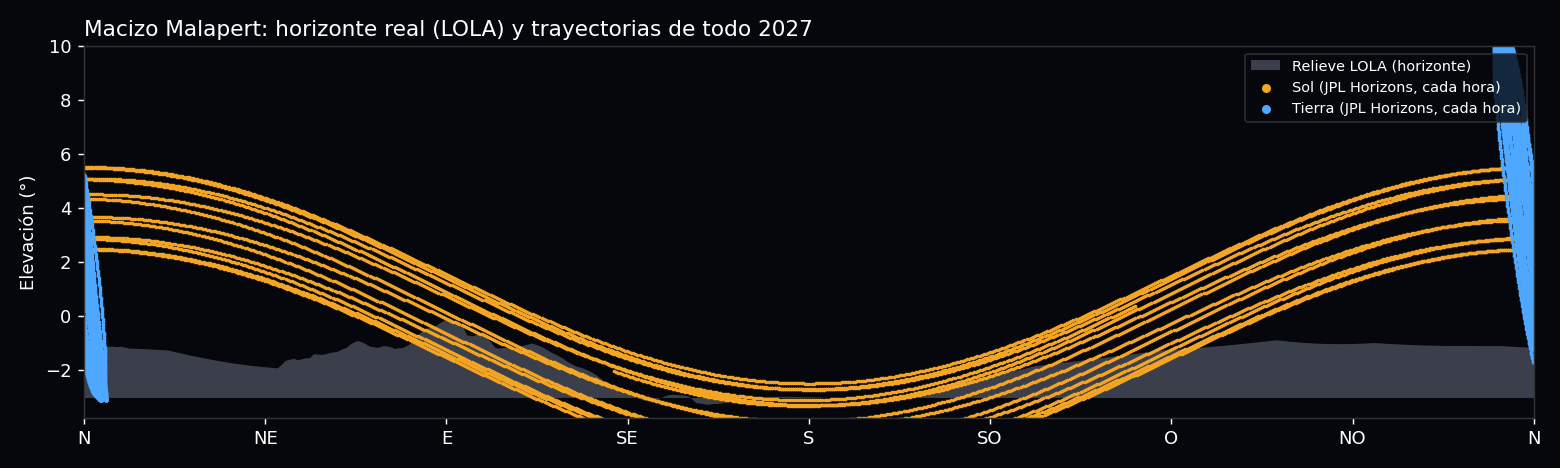 Macizo Malapert: horizonte real (LOLA) y trayectorias de todo 2027
Elevación (°)
10
8
6
4
2
0
−2
Relieve LOLA (horizonte)
Sol (JPL Horizons, cada hora)
Tierra (JPL Horizons, cada hora)
N NE E SE S SO O NO N